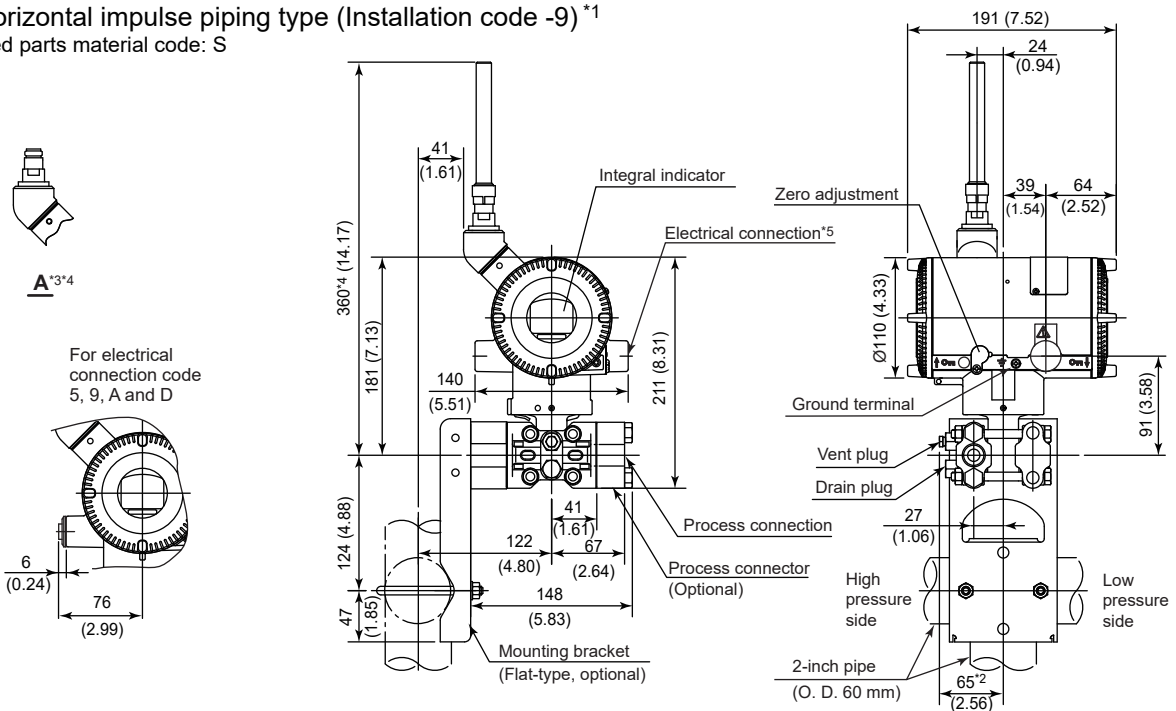 orizontal impulse piping type (Installation code -9) *1
ed parts material code: S
A*3*4
For electrical
connection code
5, 9, A and D
6
(0.24)
76
(2.99)
360*4 (14.17)
181 (7.13)
41
(1.61)
Integral indicator
Electrical connection*5
140
(5.51)
211 (8.31)
124 (4.88)
47
(1.85)
41
(1.61)
122
(4.80)
67
(2.64)
148
(5.83)
Process connection
Process connector
(Optional)
Mounting bracket
(Flat-type, optional)
191 (7.52)
24
(0.94)
Zero adjustment
39
(1.54)
64
(2.52)
Ø110 (4.33)
91 (3.58)
Ground terminal
Vent plug
Drain plug
27
(1.06)
High
pressure
side
Low
pressure
side
2-inch pipe
(O. D. 60 mm)
65*2
(2.56)